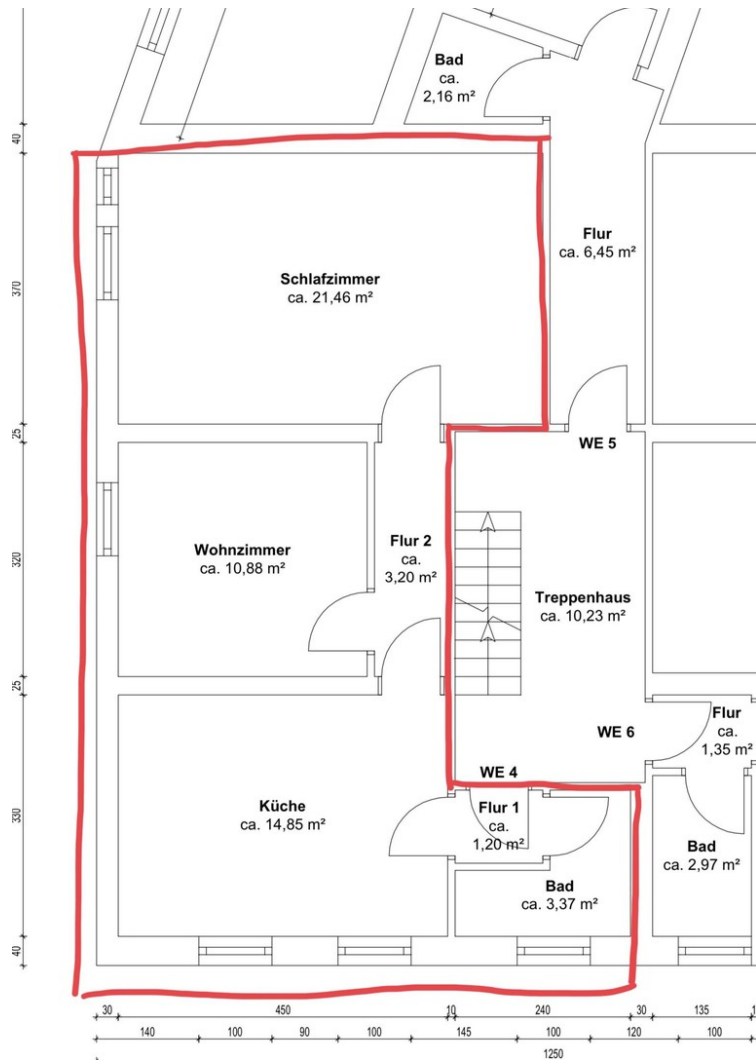 Bad
ca.
2,16 m²
40
Flur
ca. 6,45 m²
Schlafzimmer
ca. 21,46 m²
370
WE 5
25
Wohnzimmer
ca. 10,88 m²
Flur 2
ca.
3,20 m²
320
Treppenhaus
ca. 10,23 m²
25
WE 6
Flur
ca.
1,35 m²
WE 4
Küche
ca. 14,85 m²
Flur 1
ca.
1,20 m²
330
Bad
ca. 2,97 m²
Bad
ca. 3,37 m²
40
30 450 10 240 30 135
140 100 90 100 145 100 120 100
1250